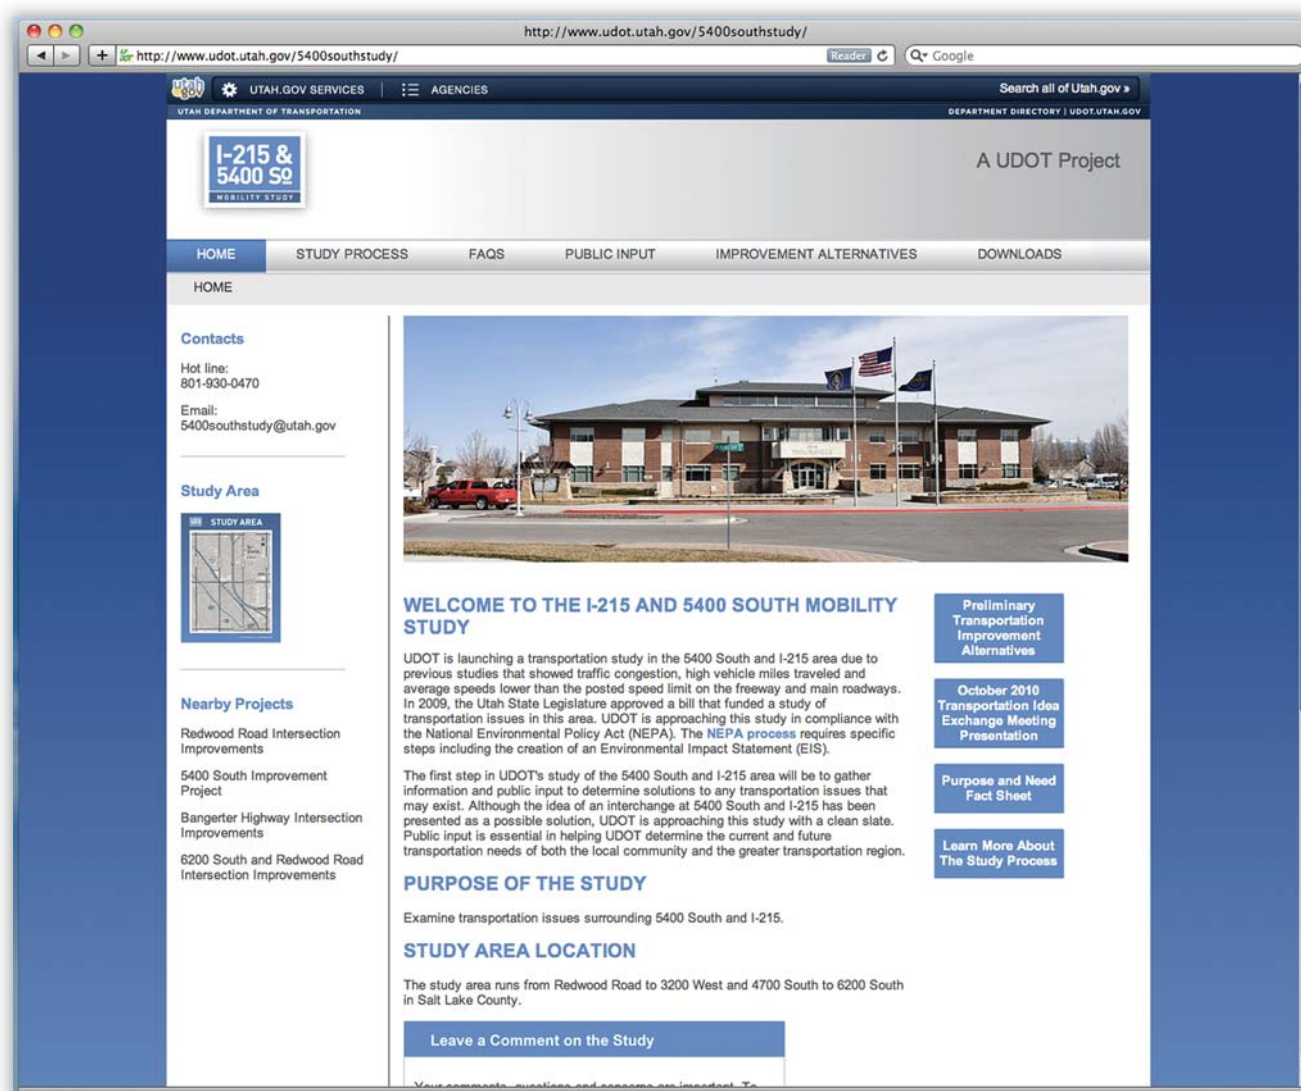 http://www.udot.utah.gov/5400southstudy/
http://www.udot.utah.gov/5400southstudy/
Reader
Google
utah
gov
UTAH.GOV SERVICES
AGENCIES
Search all of Utah.gov »
UTAH DEPARTMENT OF TRANSPORTATION
DEPARTMENT DIRECTORY | UDOT.UTAH.GOV
I-215 &
5400 So
MOBILITY STUDY
A UDOT Project
HOME
STUDY PROCESS
FAQS
PUBLIC INPUT
IMPROVEMENT ALTERNATIVES
DOWNLOADS
HOME
Contacts
Hot line:
801-930-0470
Email:
5400southstudy@utah.gov
Study Area
STUDY AREA
Nearby Projects
Redwood Road Intersection
Improvements
5400 South Improvement
Project
Bangerter Highway Intersection
Improvements
6200 South and Redwood Road
Intersection Improvements
WELCOME TO THE I-215 AND 5400 SOUTH MOBILITY
STUDY
UDOT is launching a transportation study in the 5400 South and I-215 area due to
previous studies that showed traffic congestion, high vehicle miles traveled and
average speeds lower than the posted speed limit on the freeway and main roadways.
In 2009, the Utah State Legislature approved a bill that funded a study of
transportation issues in this area. UDOT is approaching this study in compliance with
the National Environmental Policy Act (NEPA). The NEPA process requires specific
steps including the creation of an Environmental Impact Statement (EIS).
The first step in UDOT's study of the 5400 South and I-215 area will be to gather
information and public input to determine solutions to any transportation issues that
may exist. Although the idea of an interchange at 5400 South and I-215 has been
presented as a possible solution, UDOT is approaching this study with a clean slate.
Public input is essential in helping UDOT determine the current and future
transportation needs of both the local community and the greater transportation region.
PURPOSE OF THE STUDY
Examine transportation issues surrounding 5400 South and I-215.
STUDY AREA LOCATION
The study area runs from Redwood Road to 3200 West and 4700 South to 6200 South
in Salt Lake County.
Leave a Comment on the Study
Your comments, questions and concerns are important. To
Preliminary
Transportation
Improvement
Alternatives
October 2010
Transportation Idea
Exchange Meeting
Presentation
Purpose and Need
Fact Sheet
Learn More About
The Study Process